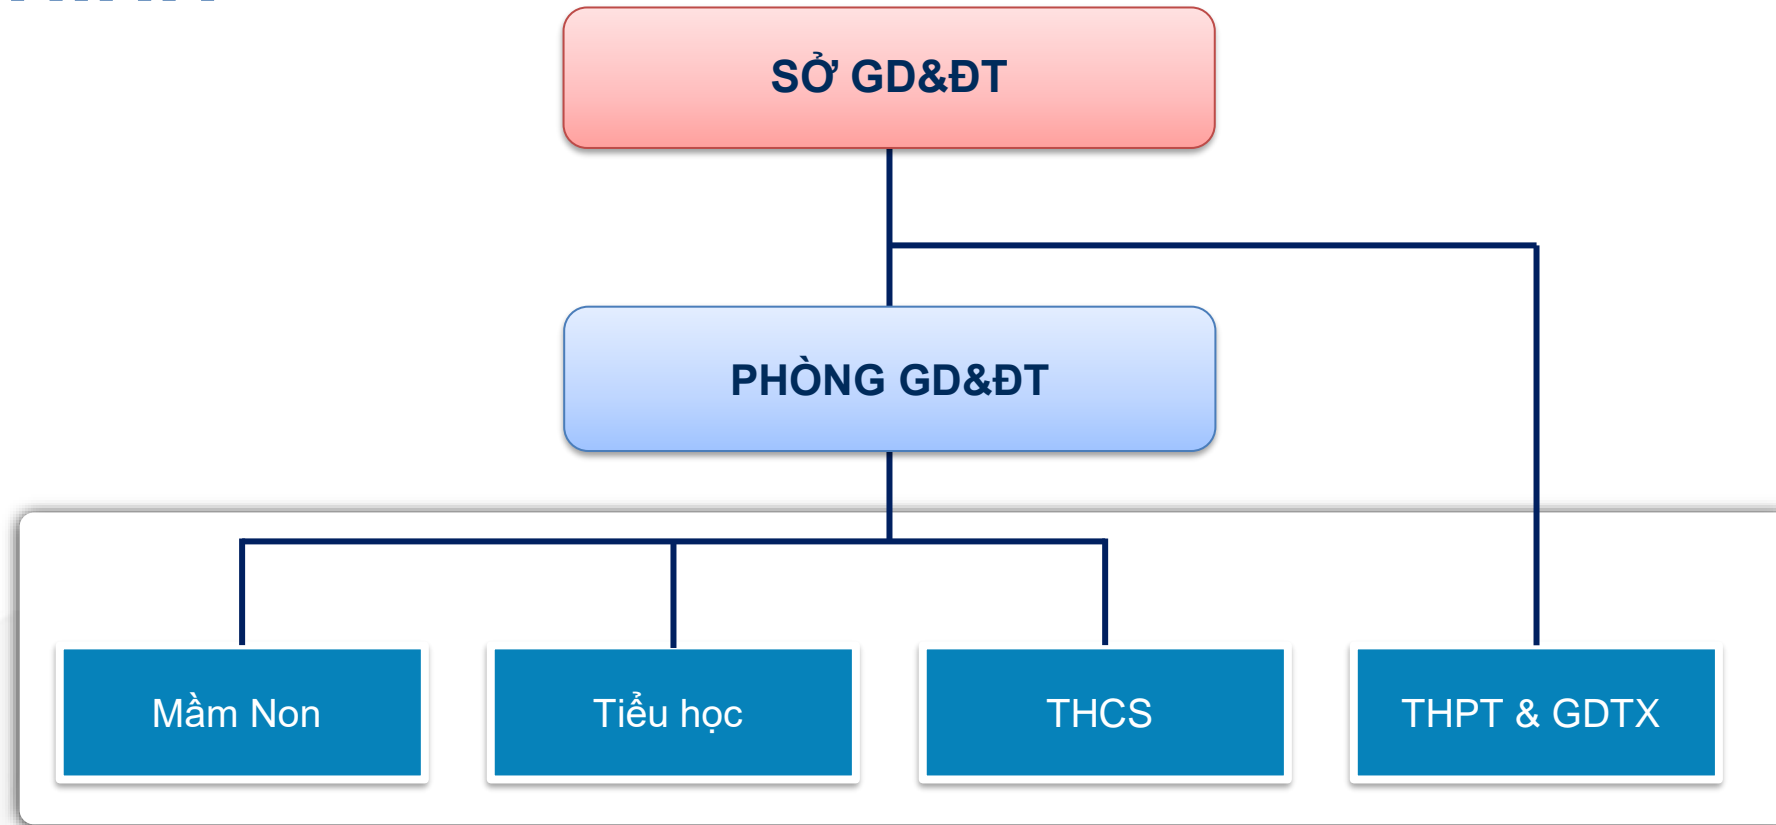 SỞ GD&ĐT
PHÒNG GD&ĐT
Mầm Non
Tiểu học
THCS
THPT & GDTX